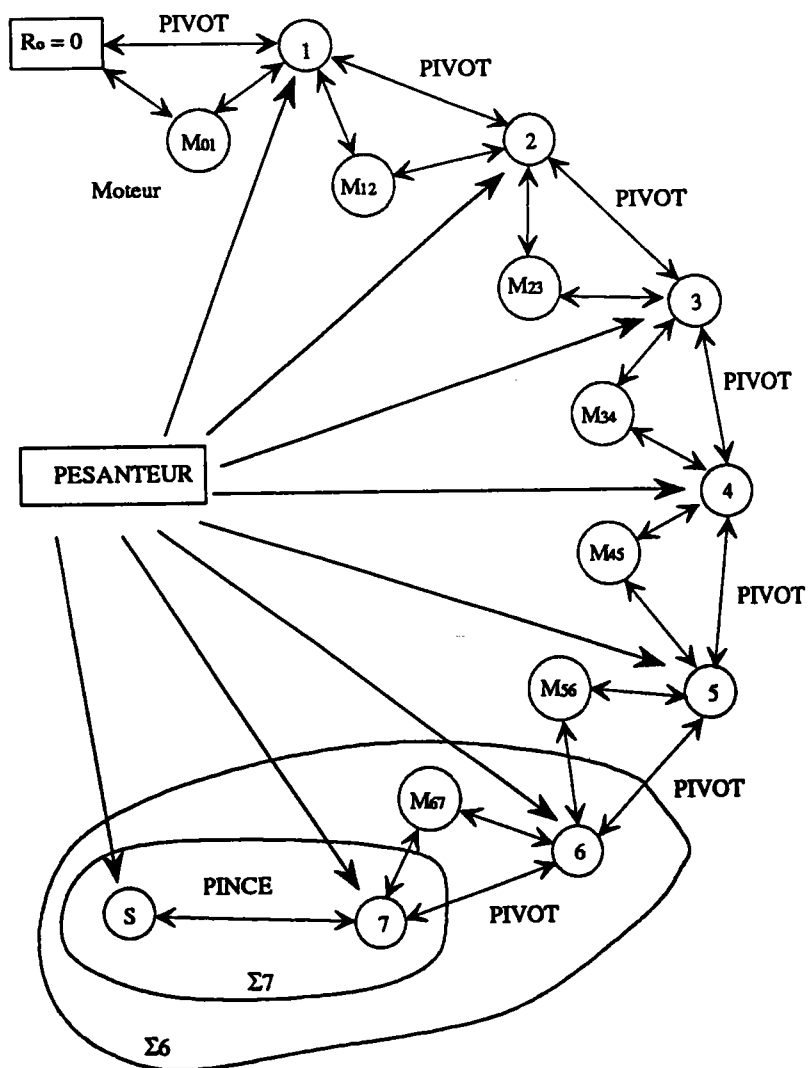 PIVOT
R₀ = 0
1
PIVOT
M₀₁
2
Moteur
M₁₂
PIVOT
M₂₃
3
PIVOT
M₃₄
PESANTEUR
4
M₄₅
PIVOT
M₅₆
5
PIVOT
M₆₇
6
PINCE
S
7
PIVOT
Σ7
Σ6